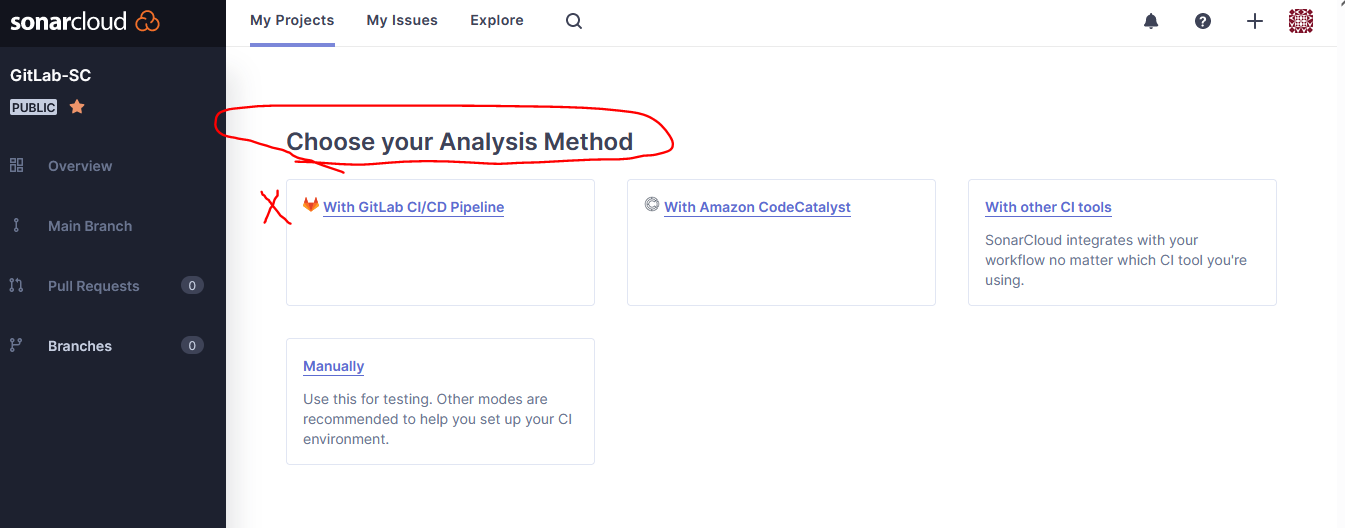 sonarcloud
My Projects My Issues Explore
GitLab-SC
PUBLIC
Overview
Main Branch
Pull Requests 0
Branches 0
Choose your Analysis Method
With GitLab CI/CD Pipeline
With Amazon CodeCatalyst
With other CI tools
SonarCloud integrates with your
workflow no matter which CI tool you're
using.
Manually
Use this for testing. Other modes are
recommended to help you set up your CI
environment.